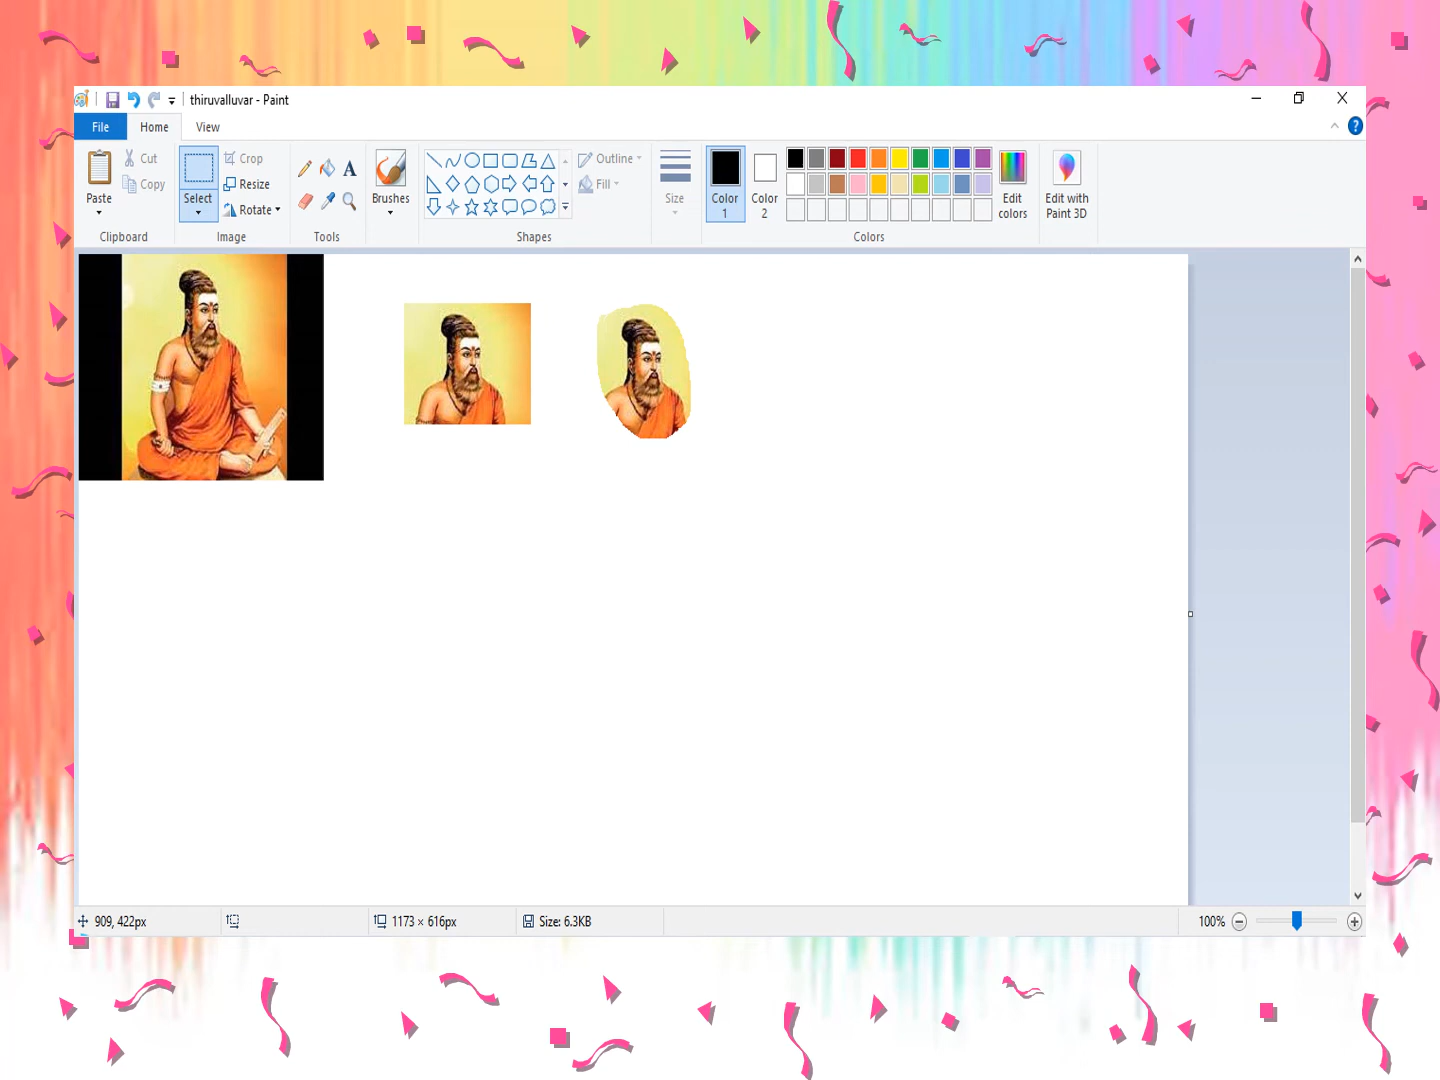 thiruvalluvar - Paint
File Home View
Paste
Cut
Copy
Clipboard
Select
Crop
Resize
Rotate
Image
A
Tools
Brushes
Outline
Fill
Shapes
Size
Color 1
Color 2
Edit colors
Colors
Edit with Paint 3D
909, 422px
1173 × 616px
Size: 6.3KB
100%